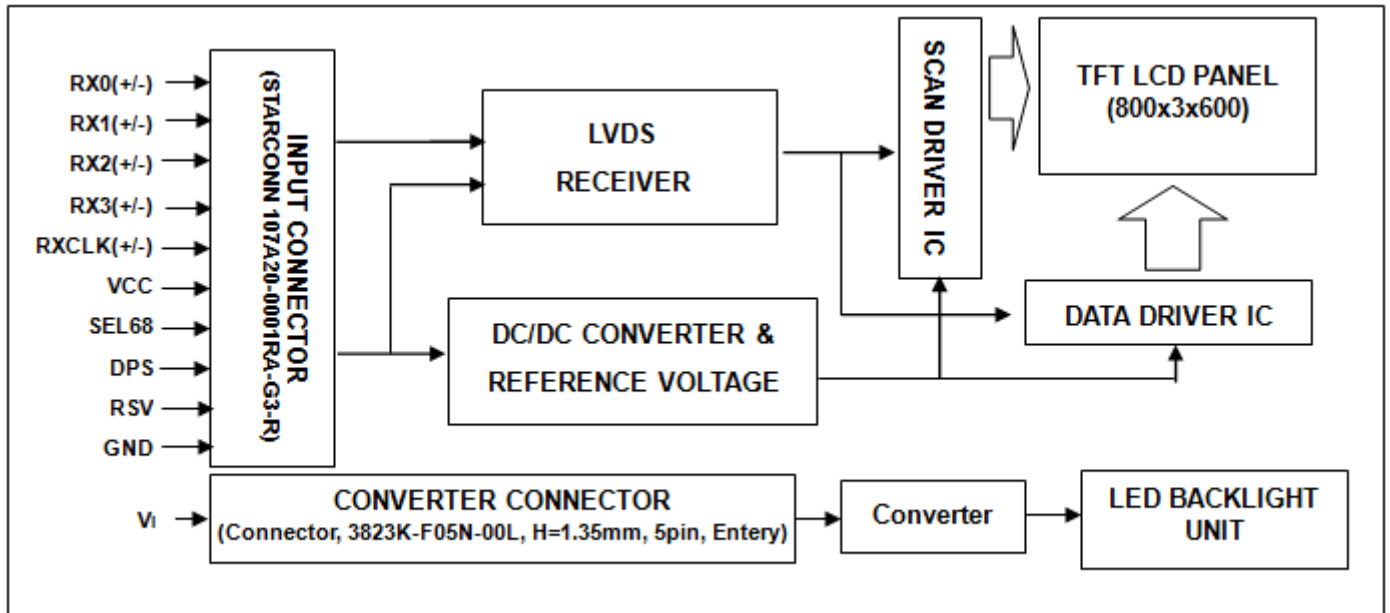 RX0(+/-)
RX1(+/-)
RX2(+/-)
RX3(+/-)
RXCLK(+/-)
VCC
SEL68
DPS
RSV
GND
INPUT CONNECTOR
(STARCONN 107A20-0001RA-G3-R)
LVDS
RECEIVER
DC/DC CONVERTER &
REFERENCE VOLTAGE
SCAN DRIVER IC
TFT LCD PANEL
(800x3x600)
DATA DRIVER IC
VI
CONVERTER CONNECTOR
(Connector, 3823K-F05N-00L, H=1.35mm, 5pin, Entery)
Converter
LED BACKLIGHT
UNIT